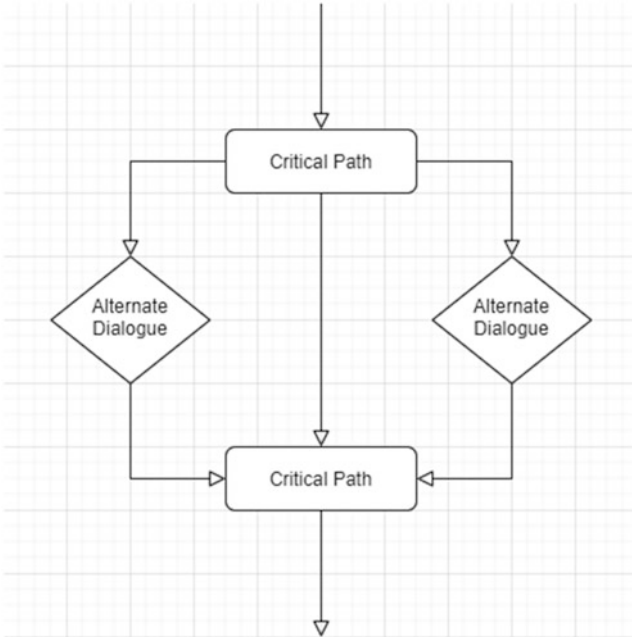 Critical Path
Alternate
Dialogue
Alternate
Dialogue
Critical Path